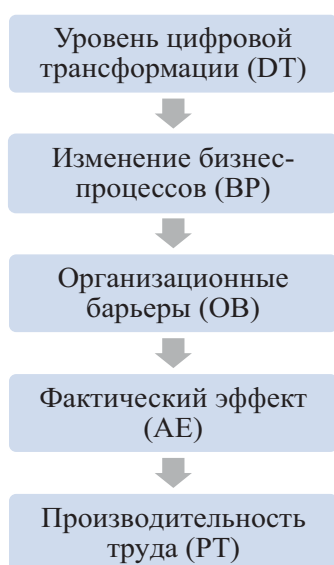 Уровень цифровой
трансформации (DT)
Изменение бизнес-
процессов (BP)
Организационные
барьеры (OB)
Фактический эффект
(AE)
Производительность
труда (PT)